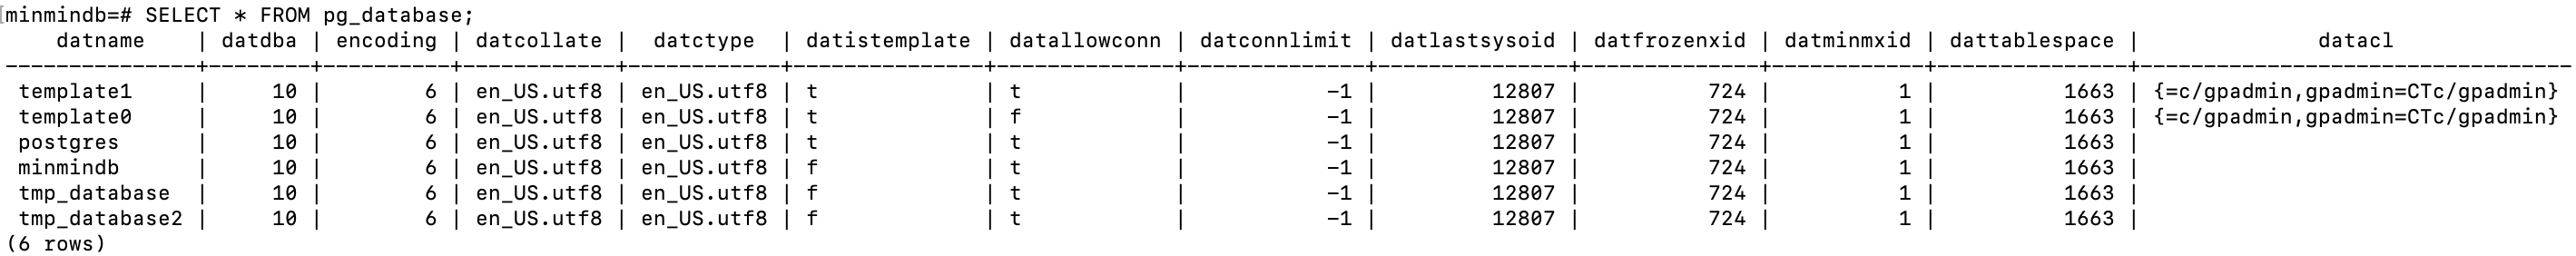 minmindb=# SELECT * FROM pg_database;
    datname    | datdba | encoding | datcollate |  datctype  | datistemplate | datallowconn | datconnlimit | datlastsysoid | datfrozenxid | datminmxid | dattablespace |              datacl
---------------+--------+----------+------------+------------+---------------+--------------+--------------+---------------+--------------+------------+---------------+----------------------------------
 template1     |     10 |        6 | en_US.utf8 | en_US.utf8 | t             | t            |           -1 |         12807 |          724 |          1 |          1663 | {=c/gpadmin,gpadmin=CTc/gpadmin}
 template0     |     10 |        6 | en_US.utf8 | en_US.utf8 | t             | f            |           -1 |         12807 |          724 |          1 |          1663 | {=c/gpadmin,gpadmin=CTc/gpadmin}
 postgres      |     10 |        6 | en_US.utf8 | en_US.utf8 | t             | t            |           -1 |         12807 |          724 |          1 |          1663 |
 minmindb      |     10 |        6 | en_US.utf8 | en_US.utf8 | f             | t            |           -1 |         12807 |          724 |          1 |          1663 |
 tmp_database  |     10 |        6 | en_US.utf8 | en_US.utf8 | f             | t            |           -1 |         12807 |          724 |          1 |          1663 |
 tmp_database2 |     10 |        6 | en_US.utf8 | en_US.utf8 | f             | t            |           -1 |         12807 |          724 |          1 |          1663 |
(6 rows)